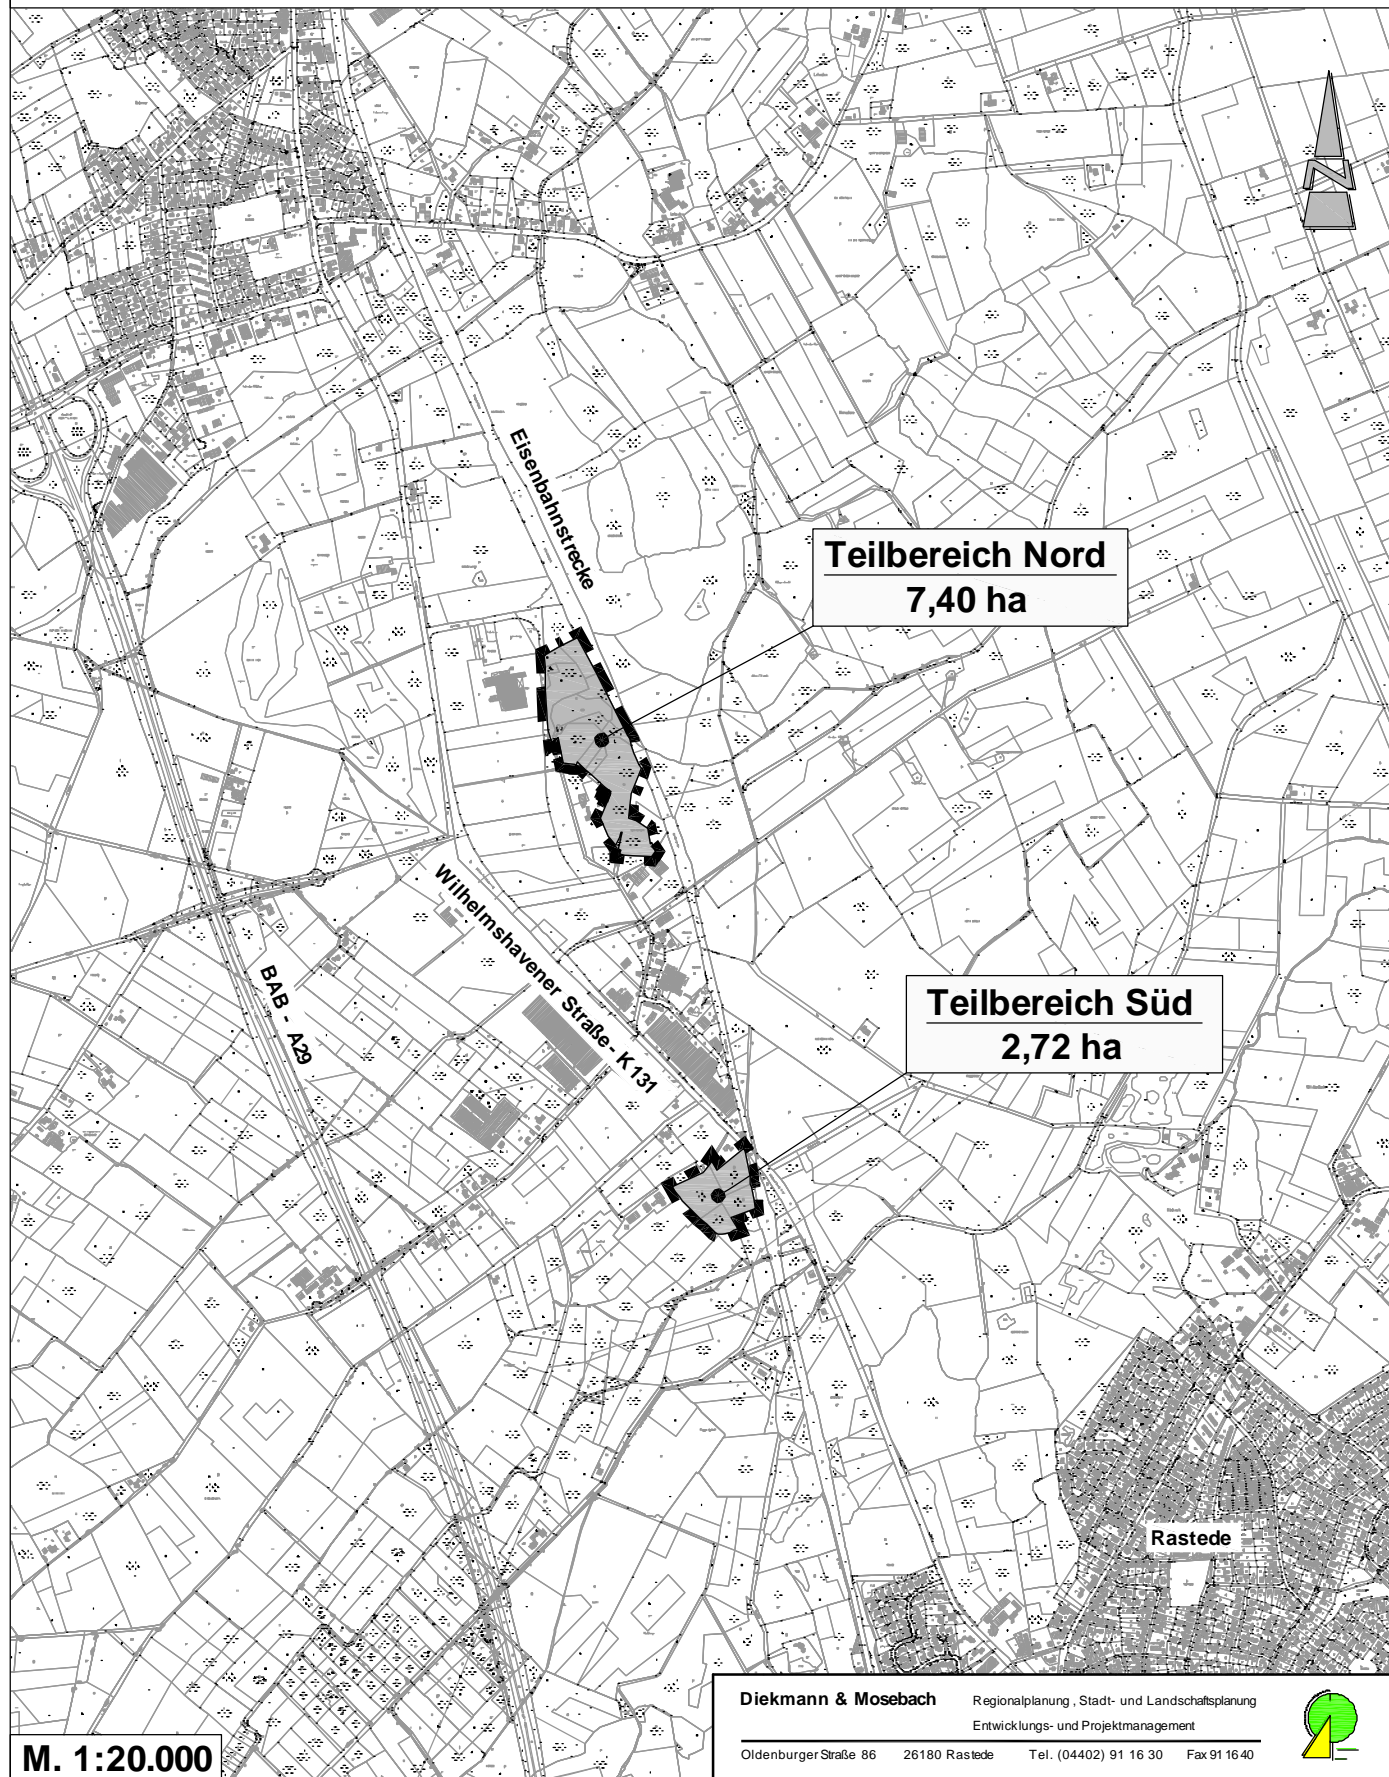 N
Eisenbahnstrecke
Teilbereich Nord
7,40 ha
Wilhelmshavener Straße - K 131
BAB - A29
Teilbereich Süd
2,72 ha
Rastede
M. 1:20.000
Diekmann & Mosebach Regionalplanung , Stadt- und Landschaftsplanung
Entwicklungs- und Projektmanagement
Oldenburger Straße 86 26180 Rastede Tel. (04402) 91 16 30 Fax 91 16 40